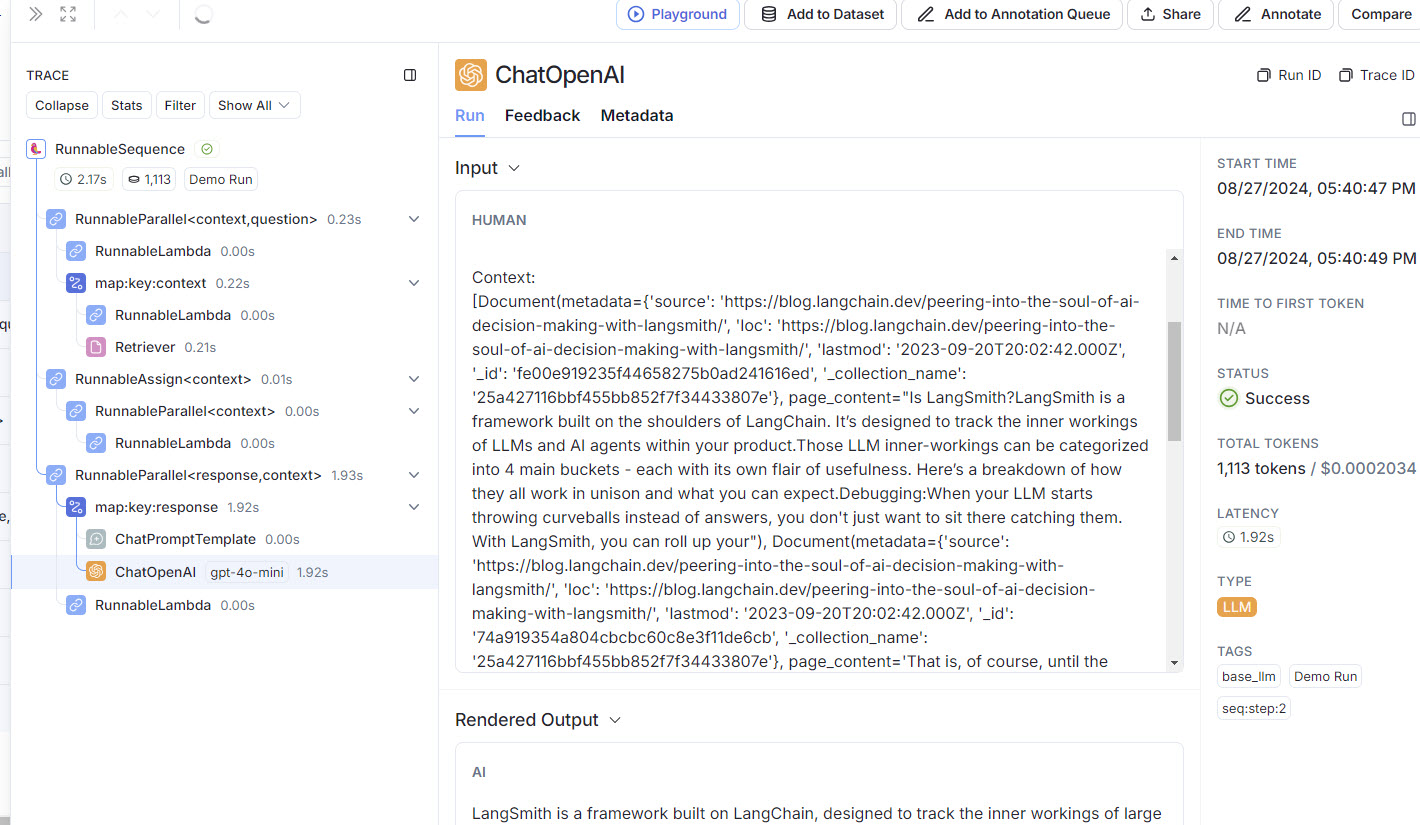 Playground
Add to Dataset
Add to Annotation Queue
Share
Annotate
Compare
TRACE
Collapse
Stats
Filter
Show All
RunnableSequence
2.17s
1,113
Demo Run
RunnableParallel<context,question> 0.23s
RunnableLambda 0.00s
map:key:context 0.22s
RunnableLambda 0.00s
Retriever 0.21s
RunnableAssign<context> 0.01s
RunnableParallel<context> 0.00s
RunnableLambda 0.00s
RunnableParallel<response,context> 1.93s
map:key:response 1.92s
ChatPromptTemplate 0.00s
ChatOpenAI gpt-4o-mini 1.92s
RunnableLambda 0.00s
ChatOpenAI
Run ID
Trace ID
Run
Feedback
Metadata
Input
HUMAN
Context:
[Document(metadata={'source': 'https://blog.langchain.dev/peering-into-the-soul-of-ai-
decision-making-with-langsmith/', 'loc': 'https://blog.langchain.dev/peering-into-the-
soul-of-ai-decision-making-with-langsmith/', 'lastmod': '2023-09-20T20:02:42.000Z',
'_id': 'fe00e919235f44658275b0ad241616ed', '_collection_name':
'25a427116bbf455bb852f7f34433807e'}, page_content="Is LangSmith?LangSmith is a
framework built on the shoulders of LangChain. It’s designed to track the inner workings
of LLMs and AI agents within your product.Those LLM inner-workings can be categorized
into 4 main buckets - each with its own flair of usefulness. Here’s a breakdown of how
they all work in unison and what you can expect.Debugging:When your LLM starts
throwing curveballs instead of answers, you don't just want to sit there catching them.
With LangSmith, you can roll up your"), Document(metadata={'source':
'https://blog.langchain.dev/peering-into-the-soul-of-ai-decision-making-with-
langsmith/', 'loc': 'https://blog.langchain.dev/peering-into-the-soul-of-ai-decision-
making-with-langsmith/', 'lastmod': '2023-09-20T20:02:42.000Z', '_id':
'74a919354a804cbcbc60c8e3f11de6cb', '_collection_name':
'25a427116bbf455bb852f7f34433807e'}, page_content='That is, of course, until the
Rendered Output
AI
LangSmith is a framework built on LangChain, designed to track the inner workings of large
START TIME
08/27/2024, 05:40:47 PM
END TIME
08/27/2024, 05:40:49 PM
TIME TO FIRST TOKEN
N/A
STATUS
Success
TOTAL TOKENS
1,113 tokens / $0.0002034
LATENCY
1.92s
TYPE
LLM
TAGS
base_llm
Demo Run
seq:step:2